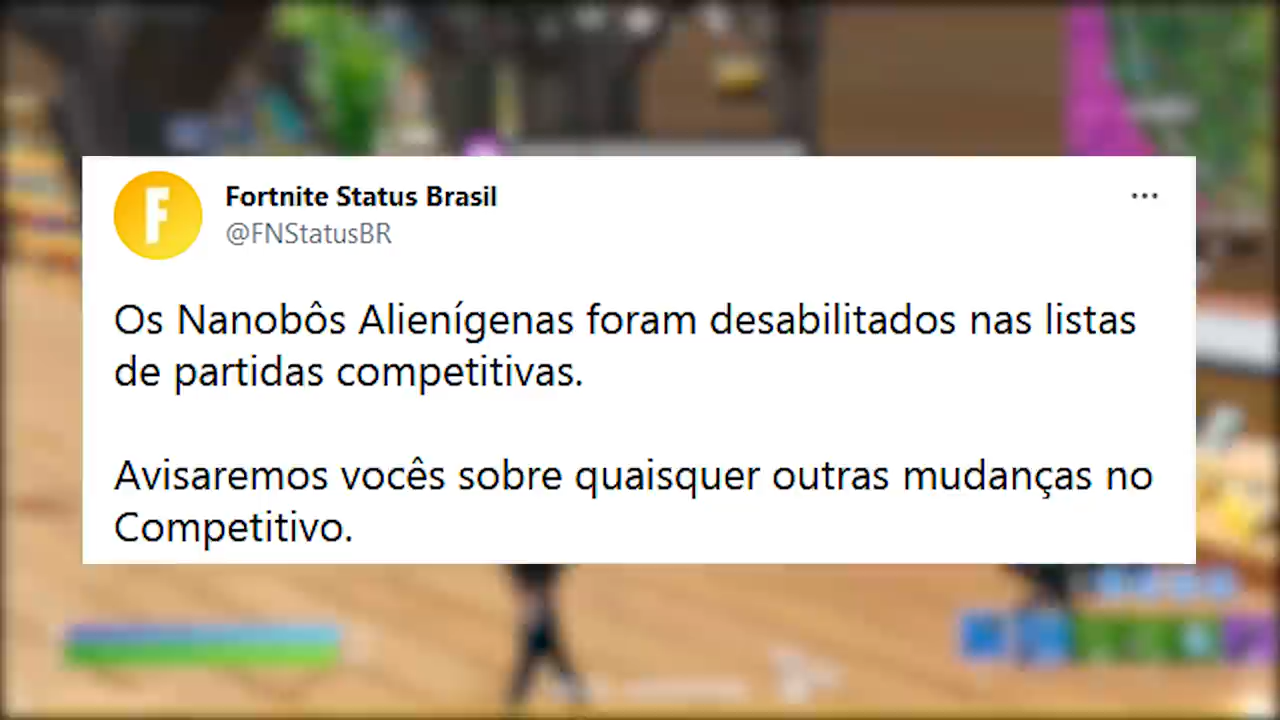 F
Fortnite Status Brasil
@FNStatusBR
Os Nanobôs Alienígenas foram desabilitados nas listas
de partidas competitivas.
Avisaremos vocês sobre quaisquer outras mudanças no
Competitivo.